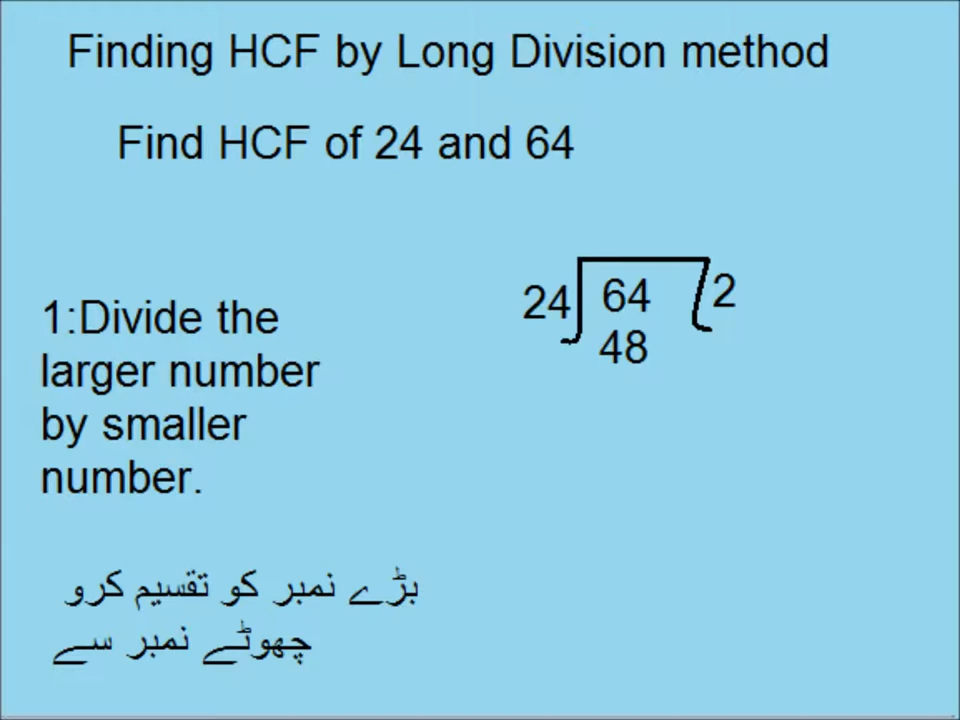 Finding HCF by Long Division method
Find HCF of 24 and 64
24 64 2
48
1:Divide the
larger number
by smaller
number.
بڑے نمبر کو تقسیم کرو
چھوٹے نمبر سے